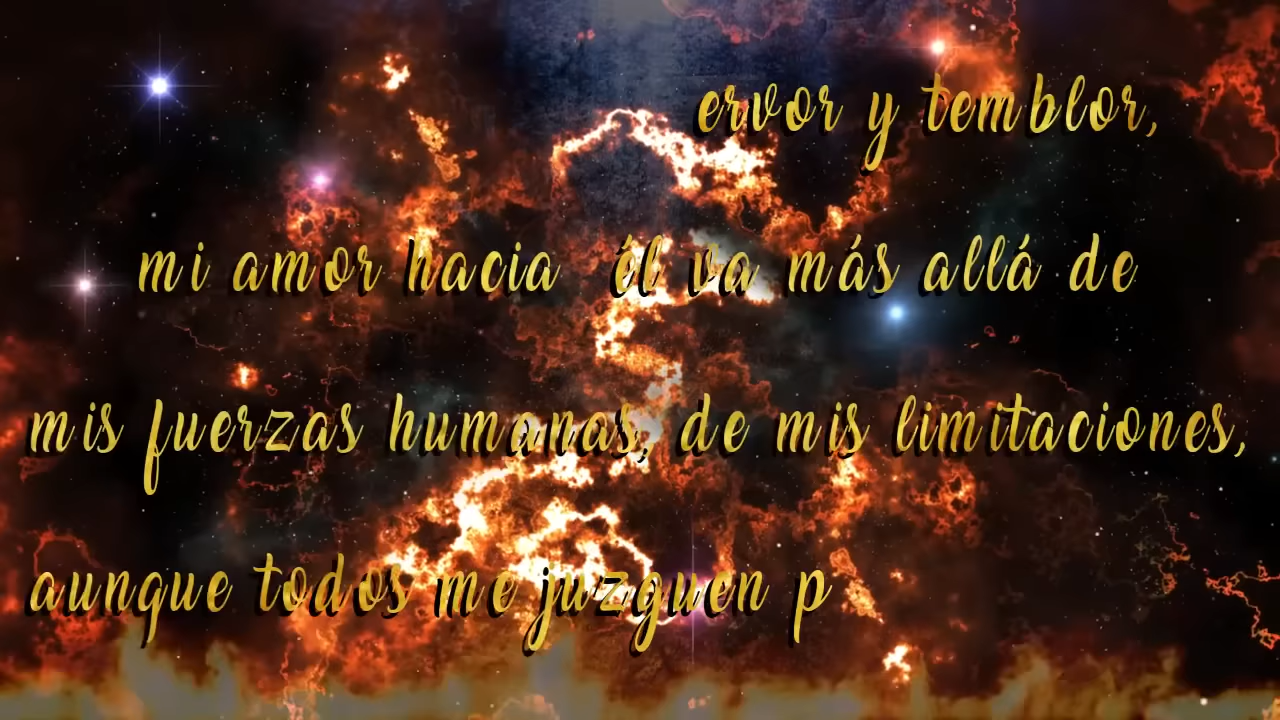 ervor y temblor,
mi amor hacia él va más allá de
mis fuerzas humanas, de mis limitaciones,
aunque todos me juzguen p